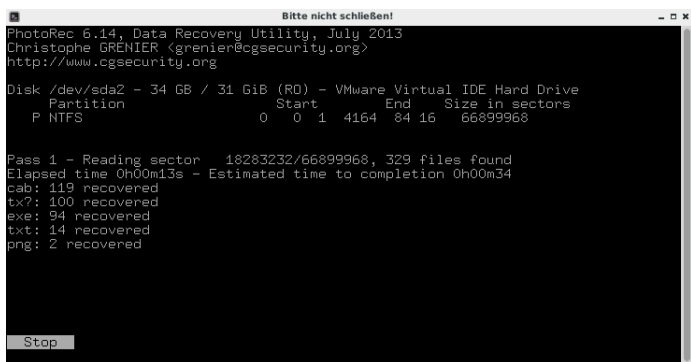 Bitte nicht schließen!
PhotoRec 6.14, Data Recovery Utility, July 2013
Christophe GRENIER <grenier@cgsecurity.org>
http://www.cgsecurity.org
Disk /dev/sda2 – 34 GB / 31 GiB (RO) – VMware Virtual IDE Hard Drive
Partition Start End Size in sectors
P NTFS 0 0 1 4164 84 16 66899968
Pass 1 – Reading sector 18283232/66899968, 329 files found
Elapsed time 0h00m13s – Estimated time to completion 0h00m34
cab: 119 recovered
tx?: 100 recovered
exe: 94 recovered
txt: 14 recovered
png: 2 recovered
Stop